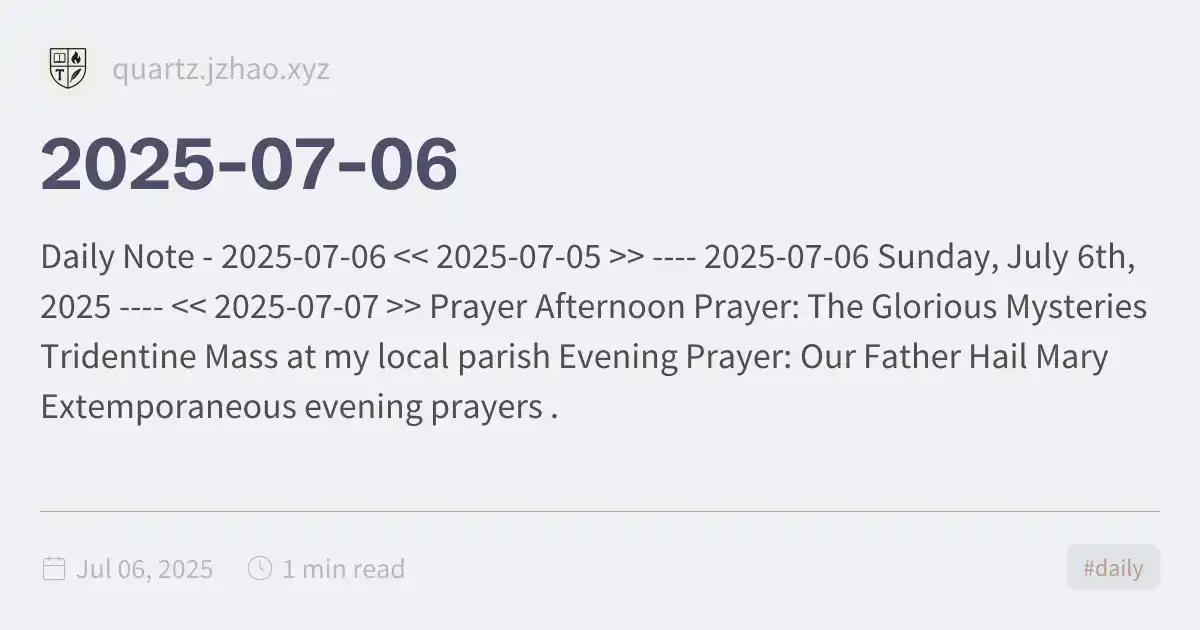 T
quartz.jzhao.xyz
2025-07-06
Daily Note - 2025-07-06 << 2025-07-05 >> ---- 2025-07-06 Sunday, July 6th,
2025 ---- << 2025-07-07 >> Prayer Afternoon Prayer: The Glorious Mysteries
Tridentine Mass at my local parish Evening Prayer: Our Father Hail Mary
Extemporaneous evening prayers .
Jul 06, 2025 1 min read #daily